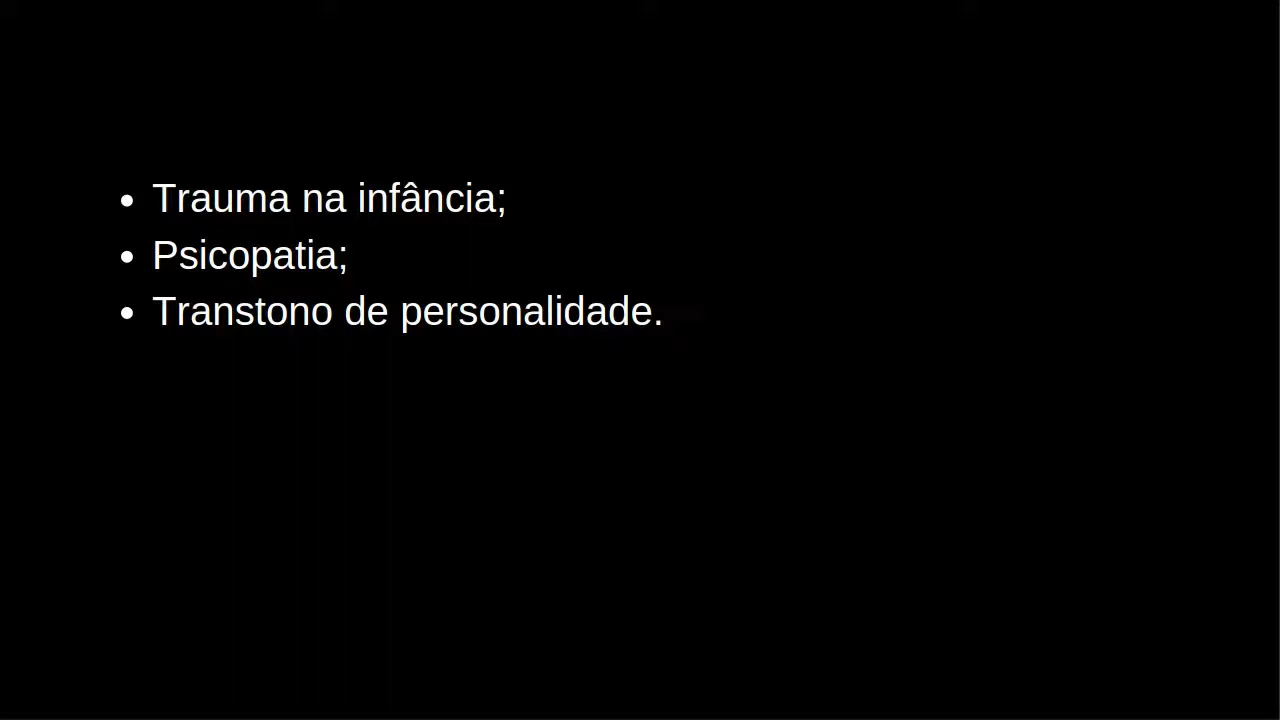 • Trauma na infância;
• Psicopatia;
• Transtono de personalidade.